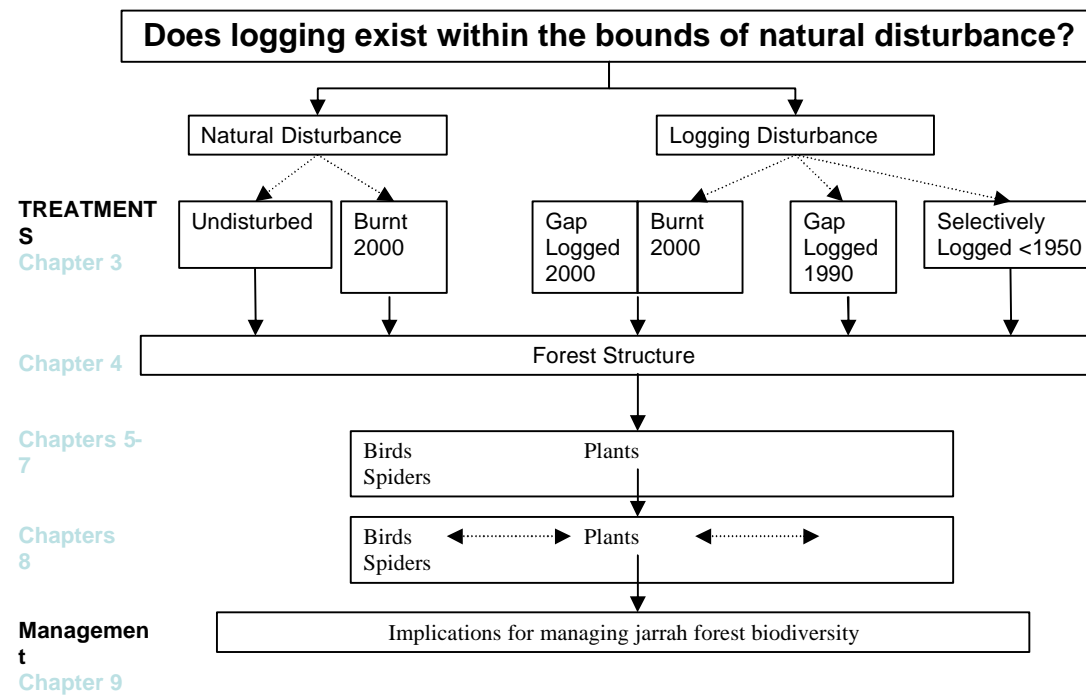 Does logging exist within the bounds of natural disturbance?
Natural Disturbance
Logging Disturbance
TREATMENT
S
Chapter 3
Undisturbed
Burnt
2000
Gap
Logged
2000
Burnt
2000
Gap
Logged
1990
Selectively
Logged <1950
Chapter 4
Forest Structure
Chapters 5-
7
Birds Plants
Spiders
Chapters
8
Birds Plants
Spiders
Managemen
t
Chapter 9
Implications for managing jarrah forest biodiversity